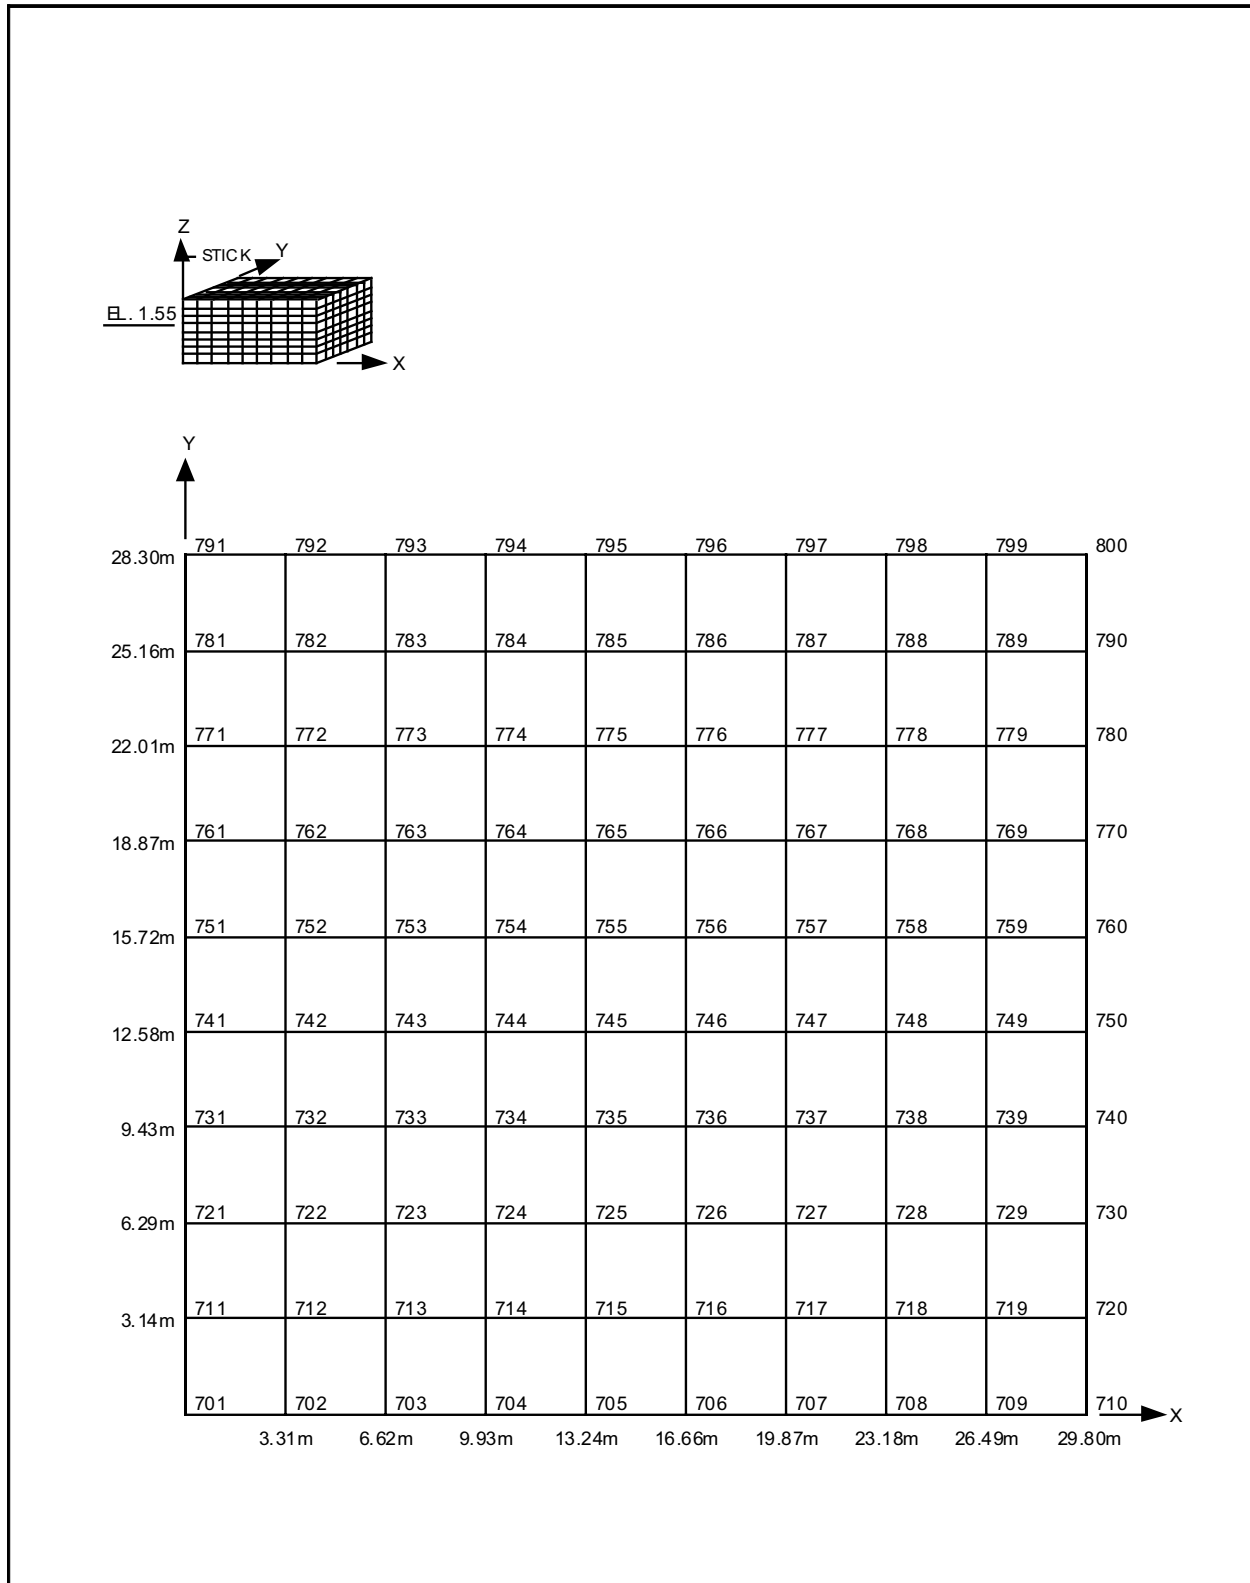 Z
STICK Y
EL. 1.55
X
Y
791 792 793 794 795 796 797 798 799 800
28.30m
781 782 783 784 785 786 787 788 789 790
25.16m
771 772 773 774 775 776 777 778 779 780
22.01m
761 762 763 764 765 766 767 768 769 770
18.87m
751 752 753 754 755 756 757 758 759 760
15.72m
741 742 743 744 745 746 747 748 749 750
12.58m
731 732 733 734 735 736 737 738 739 740
9.43m
721 722 723 724 725 726 727 728 729 730
6.29m
711 712 713 714 715 716 717 718 719 720
3.14m
701 702 703 704 705 706 707 708 709 710
X
3.31m 6.62m 9.93m 13.24m 16.66m 19.87m 23.18m 26.49m 29.80m